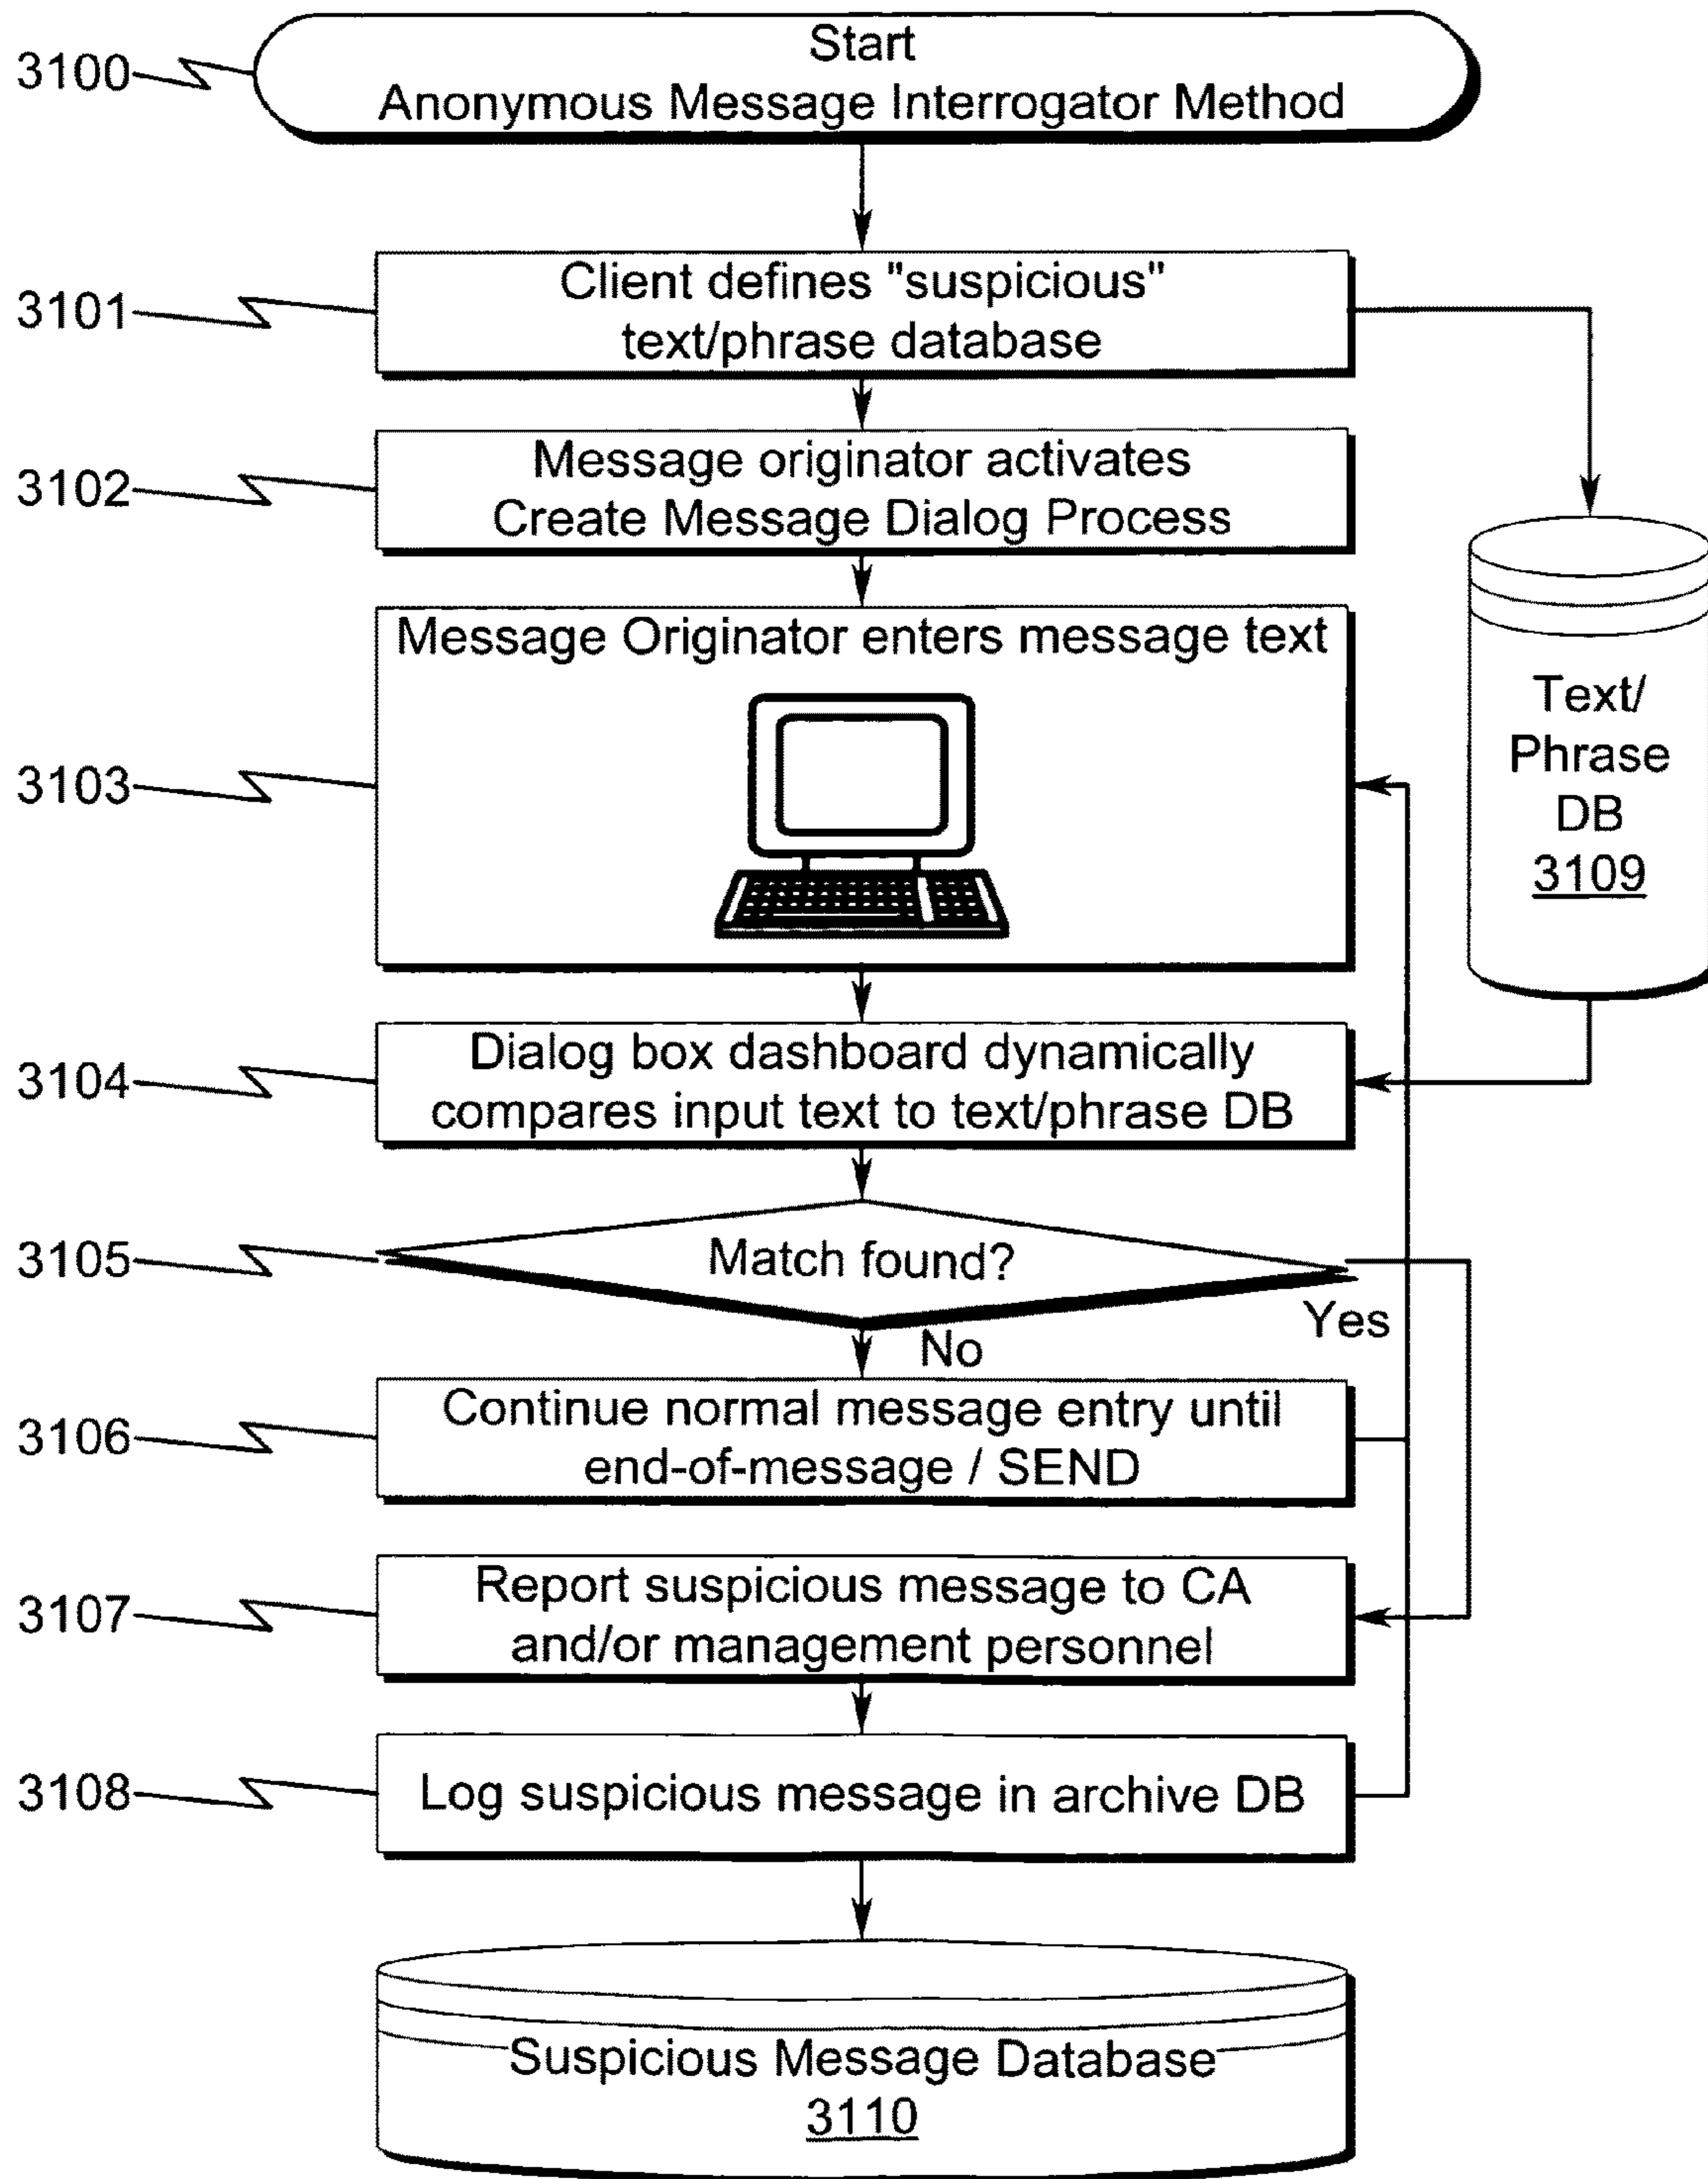 3100
Start
Anonymous Message Interrogator Method
3101
Client defines "suspicious"
text/phrase database
3102
Message originator activates
Create Message Dialog Process
3103
Message Originator enters message text
Text/
Phrase
DB
3109
3104
Dialog box dashboard dynamically
compares input text to text/phrase DB
3105
Match found?
Yes
No
3106
Continue normal message entry until
end-of-message / SEND
3107
Report suspicious message to CA
and/or management personnel
3108
Log suspicious message in archive DB
Suspicious Message Database
3110